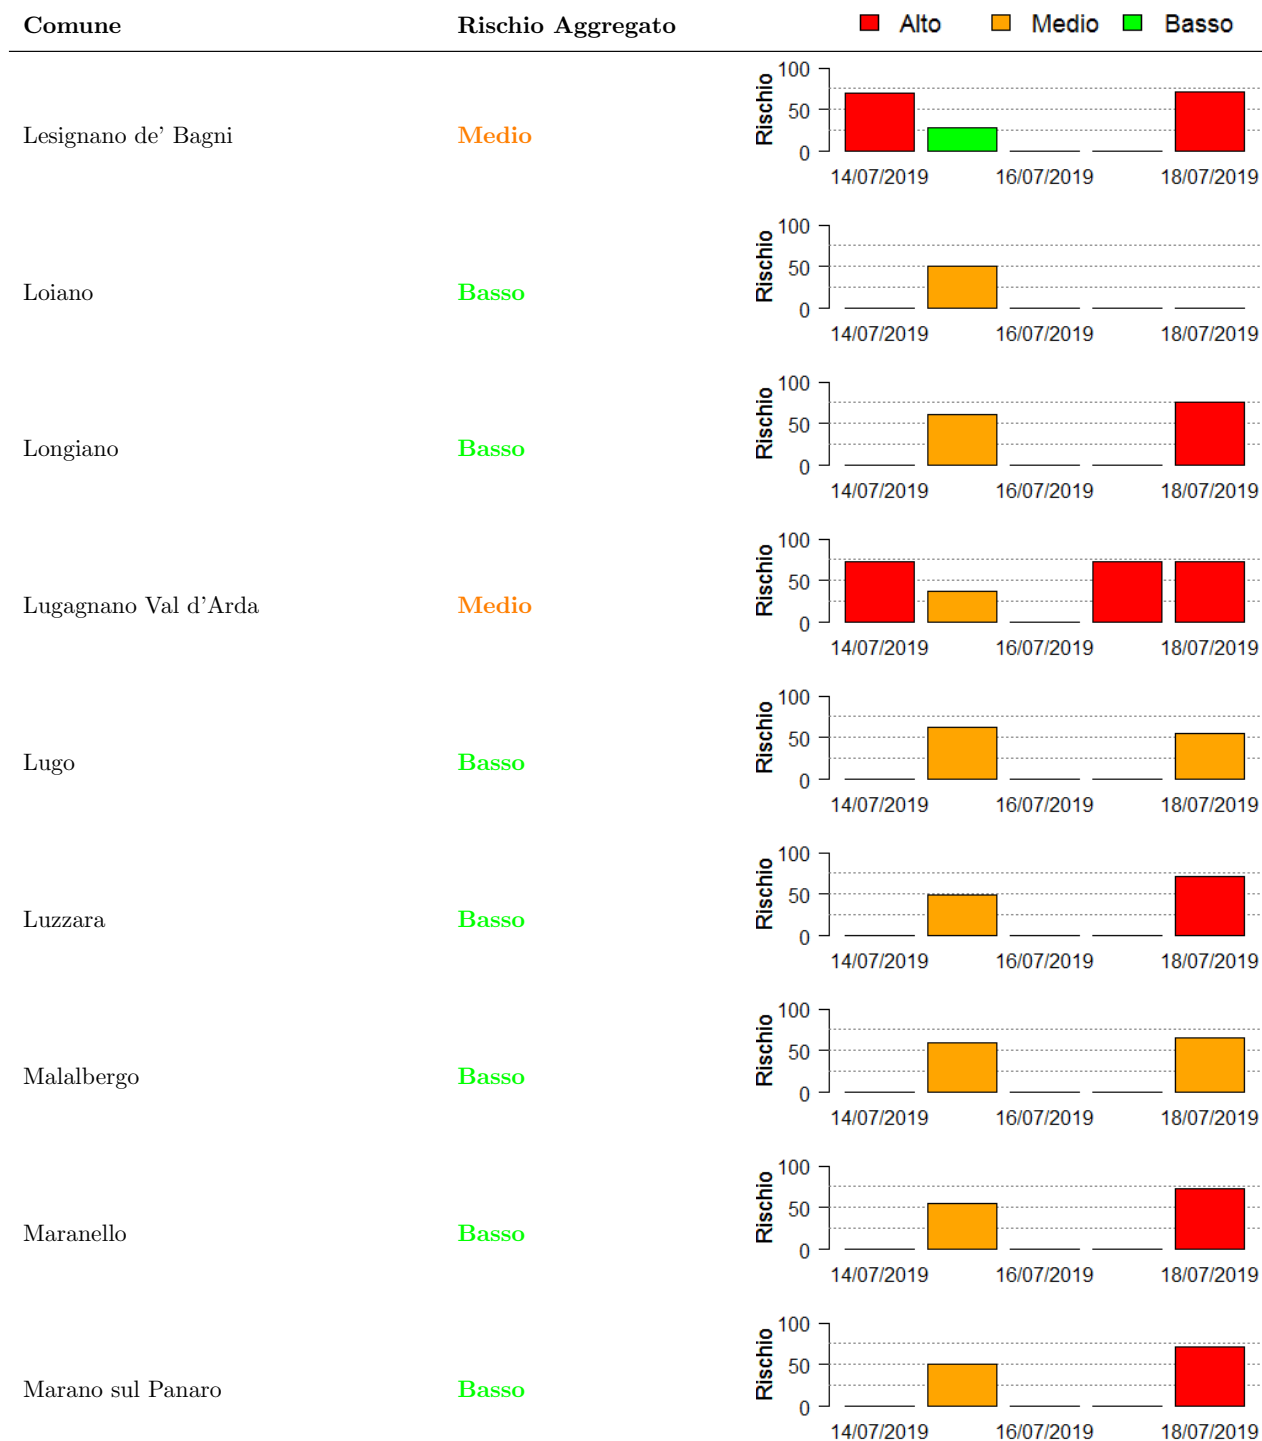 Comune Rischio Aggregato Alto Medio Basso
Lesignano de' Bagni Medio
Rischio
100
50
0
14/07/2019 16/07/2019 18/07/2019
Loiano Basso
Rischio
100
50
0
14/07/2019 16/07/2019 18/07/2019
Longiano Basso
Rischio
100
50
0
14/07/2019 16/07/2019 18/07/2019
Lugagnano Val d'Arda Medio
Rischio
100
50
0
14/07/2019 16/07/2019 18/07/2019
Lugo Basso
Rischio
100
50
0
14/07/2019 16/07/2019 18/07/2019
Luzzara Basso
Rischio
100
50
0
14/07/2019 16/07/2019 18/07/2019
Malalbergo Basso
Rischio
100
50
0
14/07/2019 16/07/2019 18/07/2019
Maranello Basso
Rischio
100
50
0
14/07/2019 16/07/2019 18/07/2019
Marano sul Panaro Basso
Rischio
100
50
0
14/07/2019 16/07/2019 18/07/2019